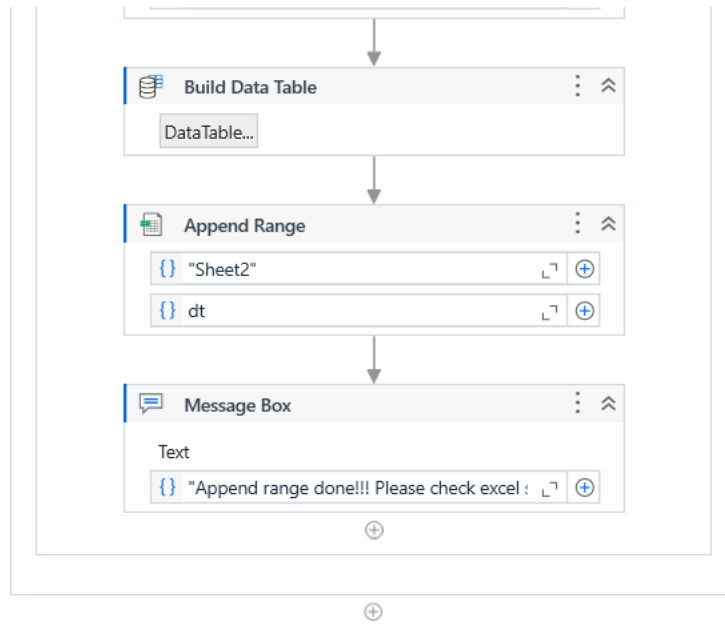 Build Data Table
DataTable...
Append Range
{} "Sheet2"
{} dt
Message Box
Text
{} "Append range done!!! Please check excel